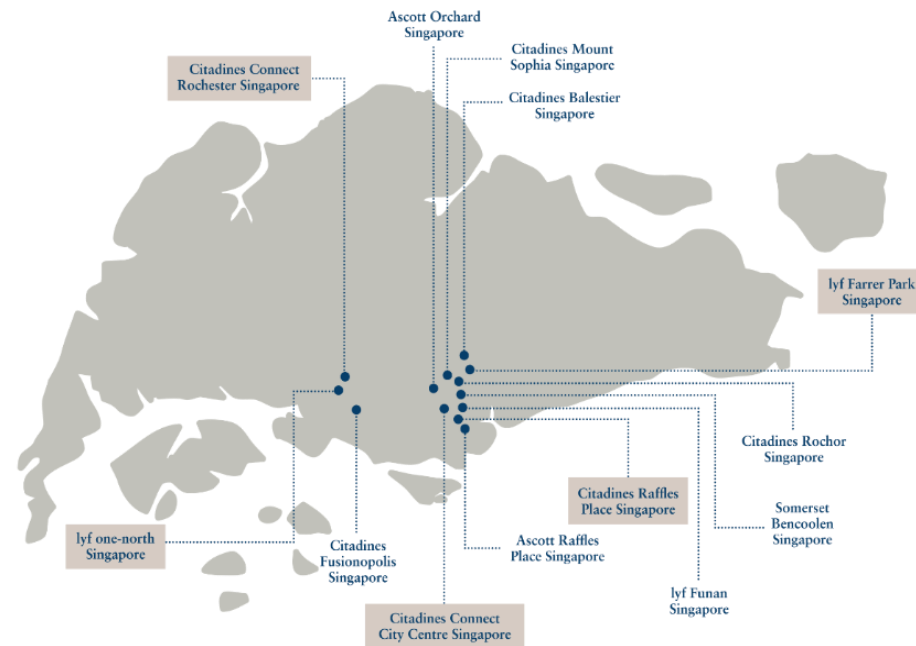 Ascott Orchard
Singapore
Citadines Mount
Sophia Singapore
Citadines Connect
Rochester Singapore
Citadines Balestier
Singapore
lyf Farrer Park
Singapore
Citadines Rochor
Singapore
Citadines Raffles
Place Singapore
Somerset
Bencoolen
Singapore
lyf one-north
Singapore
Citadines
Fusionopolis
Singapore
Ascott Raffles
Place Singapore
lyf Funan
Singapore
Citadines Connect
City Centre Singapore